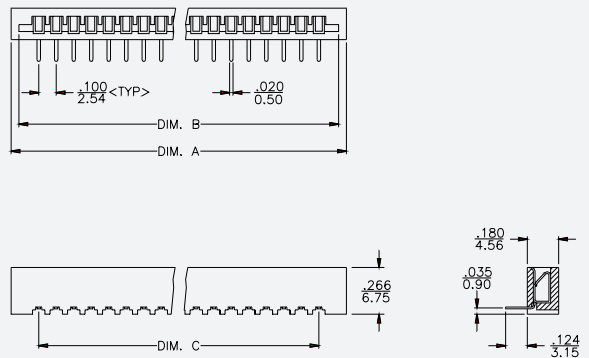 .100
2.54 <TYP>
.020
0.50
DIM. B
DIM. A
.180
4.56
.266
6.75
.035
0.90
DIM. C
.124
3.15